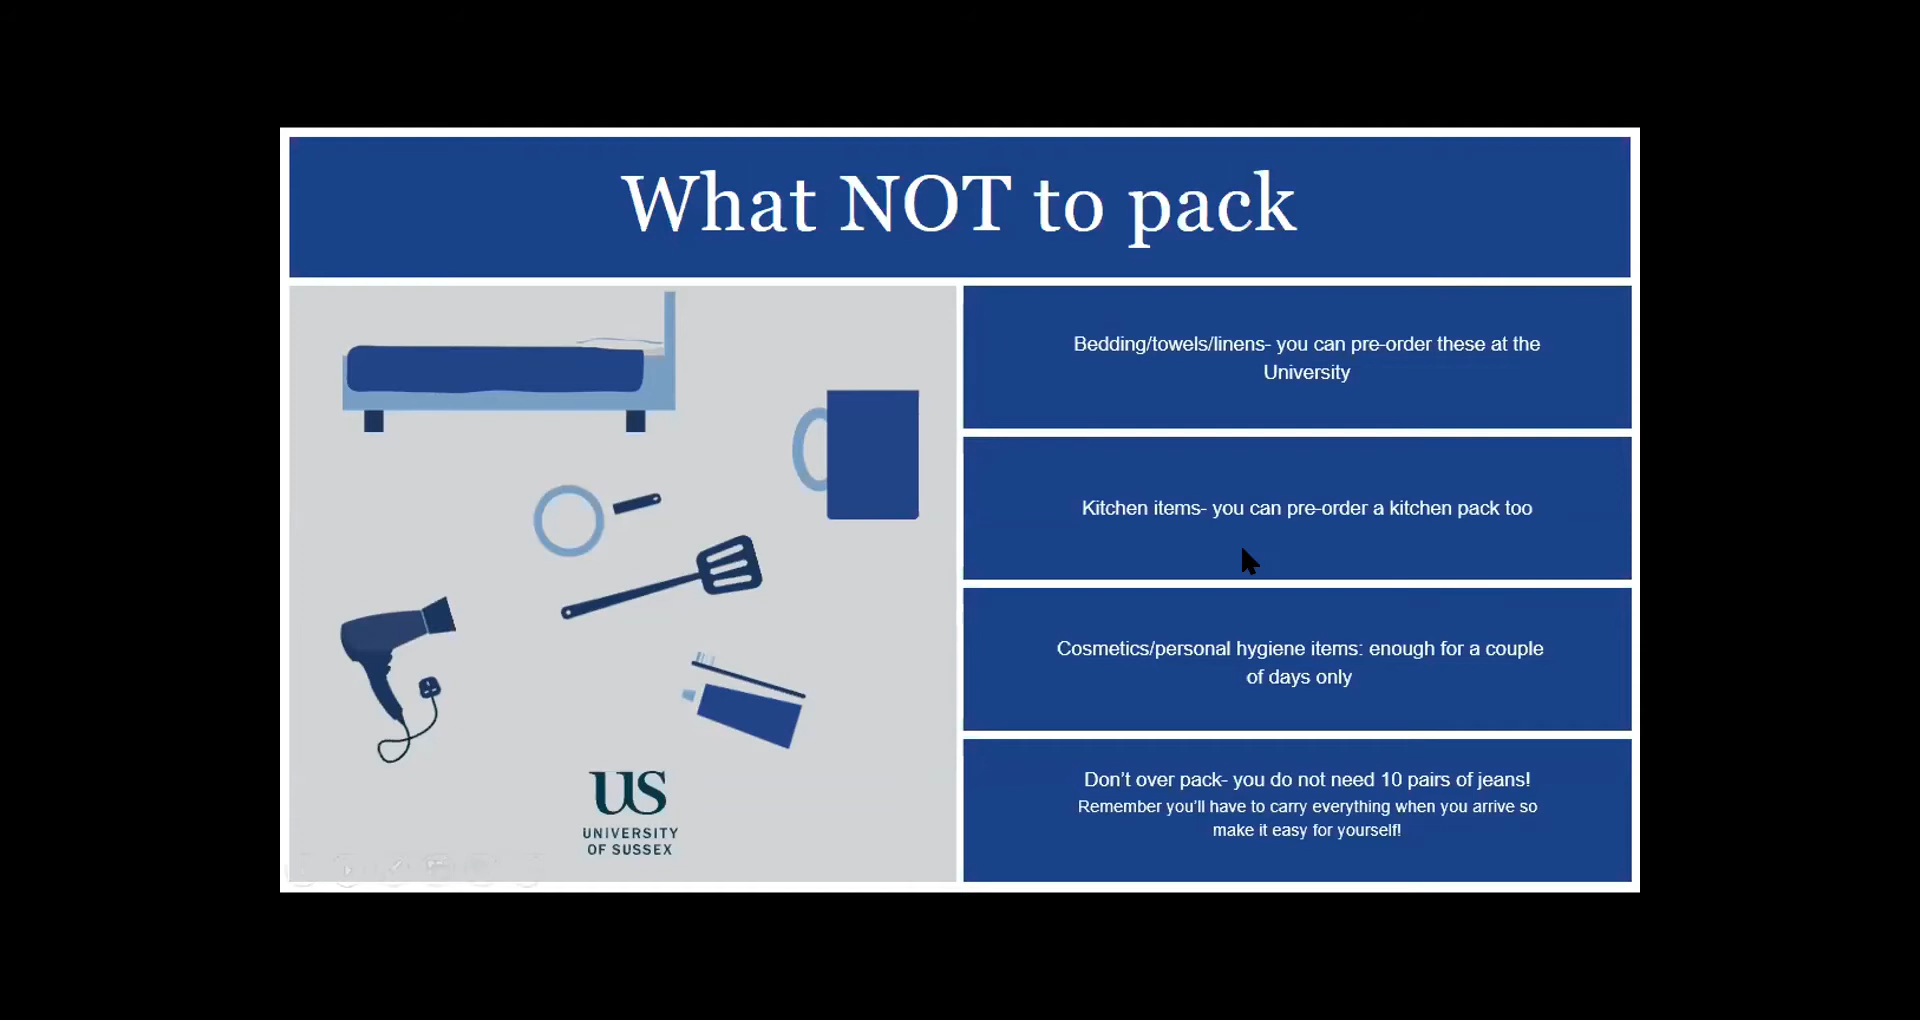 What NOT to pack
Bedding/towels/linens- you can pre-order these at the
University
Kitchen items- you can pre-order a kitchen pack too
Cosmetics/personal hygiene items: enough for a couple
of days only
Don’t over pack- you do not need 10 pairs of jeans!
Remember you’ll have to carry everything when you arrive so
make it easy for yourself!
US
UNIVERSITY
OF SUSSEX